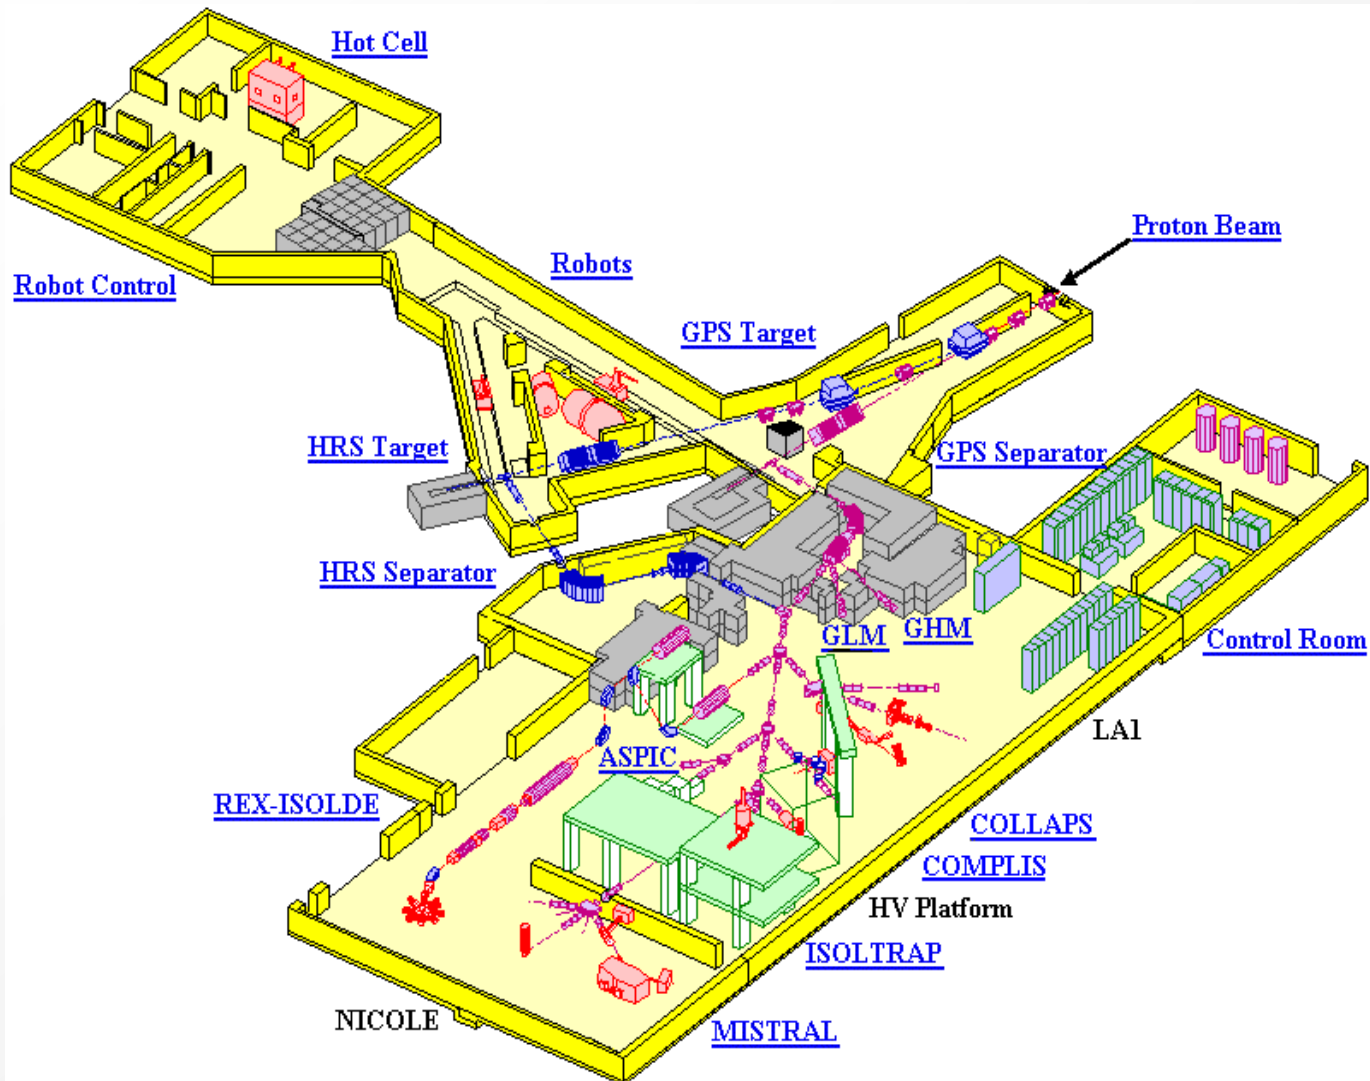 Hot Cell
Proton Beam
Robots
Robot Control
GPS Target
HRS Target
GPS Separator
HRS Separator
GLM
GHM
Control Room
LA1
ASPIC
REX-ISOLDE
COLLAPS
COMPLIS
HV Platform
ISOLTRAP
NICOLE
MISTRAL